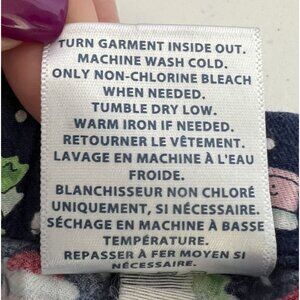 TURN GARMENT INSIDE OUT.
MACHINE WASH COLD.
ONLY NON-CHLORINE BLEACH
WHEN NEEDED.
TUMBLE DRY LOW.
WARM IRON IF NEEDED.
RETOURNER LE VÊTEMENT.
LAVAGE EN MACHINE À L'EAU
FROIDE.
BLANCHISSEUR NON CHLORÉ
UNIQUEMENT, SI NÉCESSAIRE.
SÉCHAGE EN MACHINE À BASSE
TEMPÉRATURE.
REPASSER À FER MOYEN SI
NÉCESSAIRE.